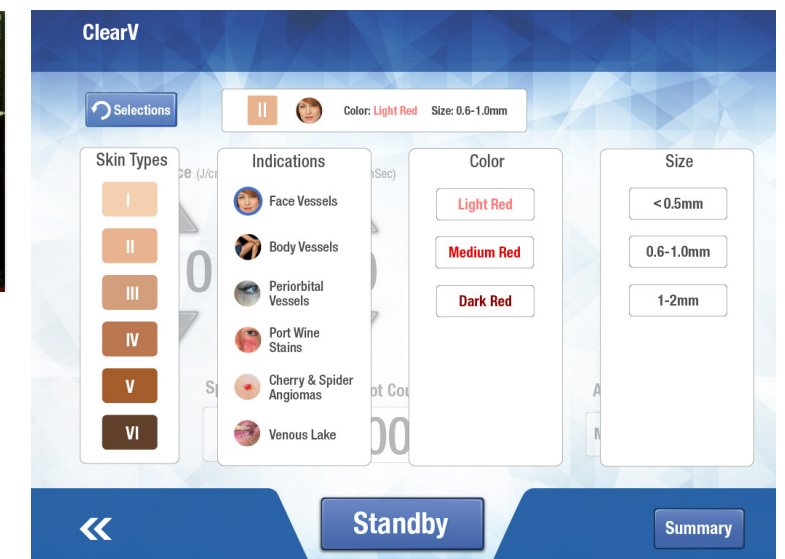 ClearV
Selections
II
Color: Light Red Size: 0.6-1.0mm
Skin Types
I
II
III
IV
V
VI
Indications
Face Vessels
Body Vessels
Periorbital
Vessels
Port Wine
Stains
Cherry & Spider
Angiomas
Venous Lake
Color
Light Red
Medium Red
Dark Red
Size
<0.5mm
0.6-1.0mm
1-2mm
Standby
Summary